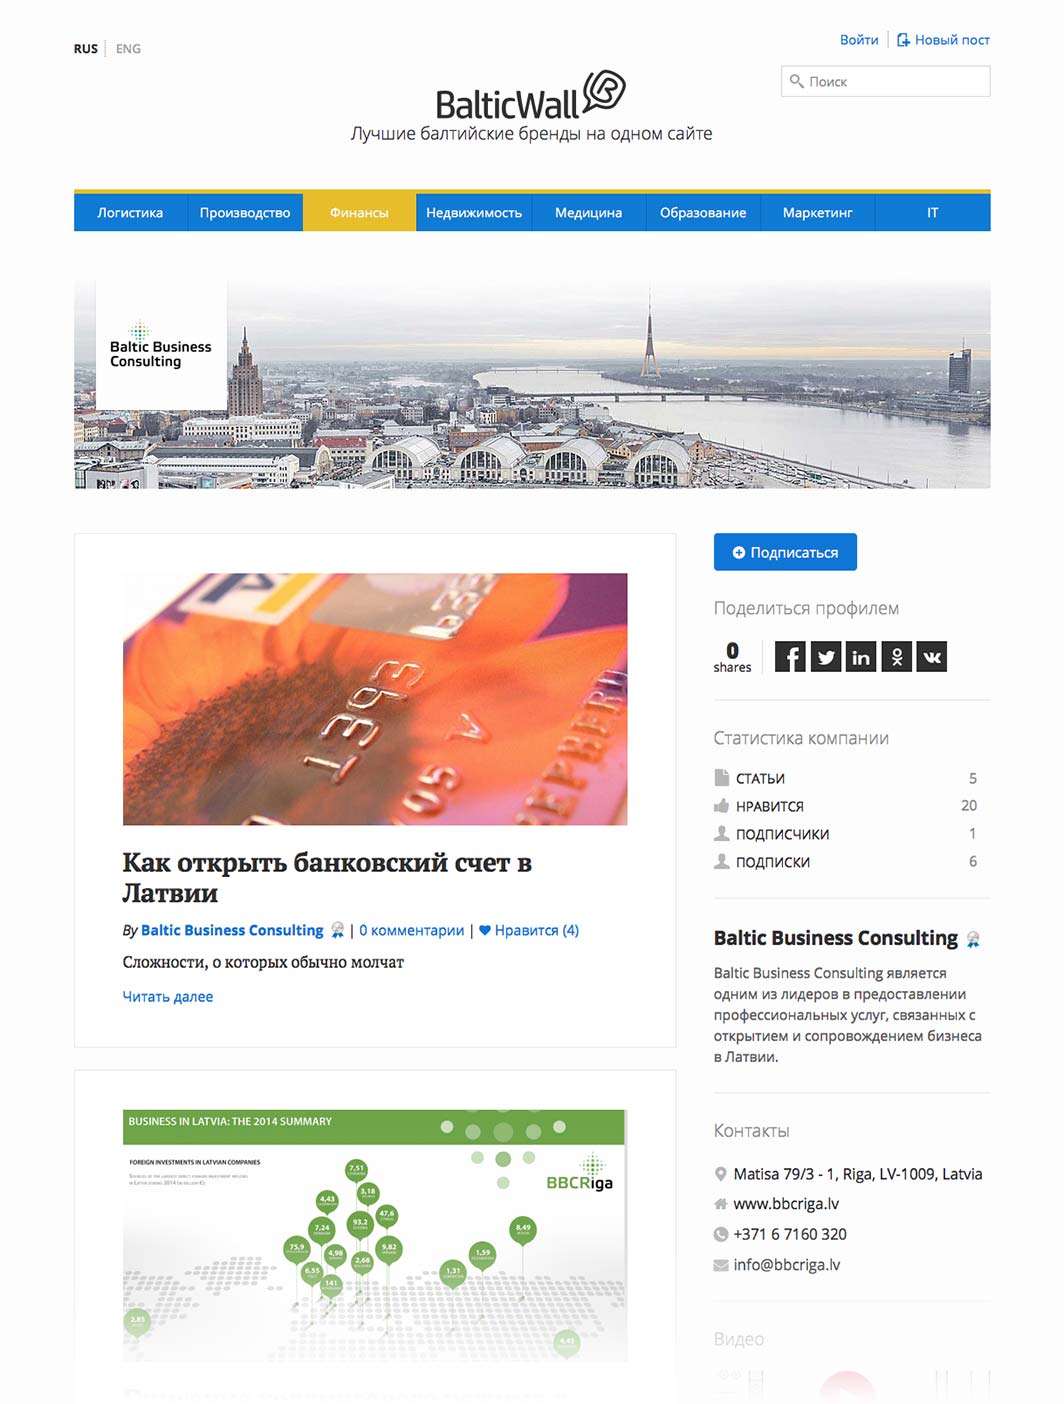 RUS ENG
Войти Новый пост
Поиск
BalticWall
Лучшие балтийские бренды на одном сайте
Логистика Производство Финансы Недвижимость Медицина Образование Маркетинг IT
Baltic Business
Consulting
Подписаться
Поделиться профилем
0
shares
Статистика компании
СТАТЬИ 5
НРАВИТСЯ 20
ПОДПИСЧИКИ 1
ПОДПИСКИ 6
Как открыть банковский счет в
Латвии
By Baltic Business Consulting | 0 комментарии | Нравится (4)
Сложности, о которых обычно молчат
Читать далее
Baltic Business Consulting
Baltic Business Consulting является
одним из лидеров в предоставлении
профессиональных услуг, связанных с
открытием и сопровождением бизнеса
в Латвии.
Контакты
Matisa 79/3 - 1, Riga, LV-1009, Latvia
www.bbcriga.lv
+371 6 7160 320
info@bbcriga.lv
Видео
BUSINESS IN LATVIA: THE 2014 SUMMARY
FOREIGN INVESTMENTS IN LATVIAN COMPANIES
BBCRiga
7,51
3,18
4,43
47,6
93,2
7,24
75,9
4,98
9,82
2,68
6,55
141
8,49
1,59
1,31
2,85
4,45